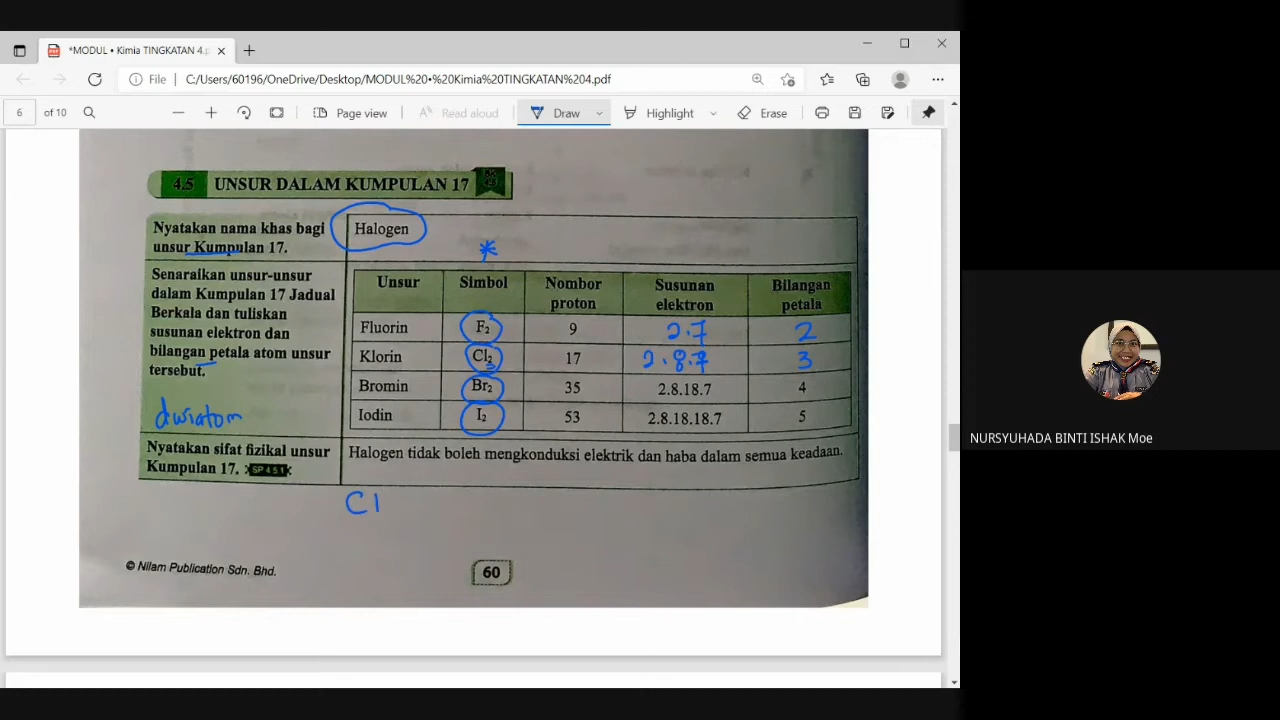 *MODUL • Kimia TINGKATAN 4.p
File
C:/Users/60196/OneDrive/Desktop/MODUL%20•%20Kimia%20TINGKATAN%204.pdf
6 of 10
Page view
Read aloud
Draw
Highlight
Erase
4.5 UNSUR DALAM KUMPULAN 17
Nyatakan nama khas bagi
unsur Kumpulan 17.
Halogen
*
Senaraikan unsur-unsur
dalam Kumpulan 17 Jadual
Berkala dan tuliskan
susunan elektron dan
bilangan petala atom unsur
tersebut.
dwiatom
Unsur Simbol Nombor proton Susunan elektron Bilangan petala
Fluorin F₂ 9 2.7 2
Klorin Cl₂ 17 2.8.7 3
Bromin Br₂ 35 2.8.18.7 4
Iodin I₂ 53 2.8.18.18.7 5
Nyatakan sifat fizikal unsur
Kumpulan 17. SP 4.5.1
Halogen tidak boleh mengkonduksi elektrik dan haba dalam semua keadaan.
Cl
© Nilam Publication Sdn. Bhd.
60
NURSYUHADA BINTI ISHAK Moe